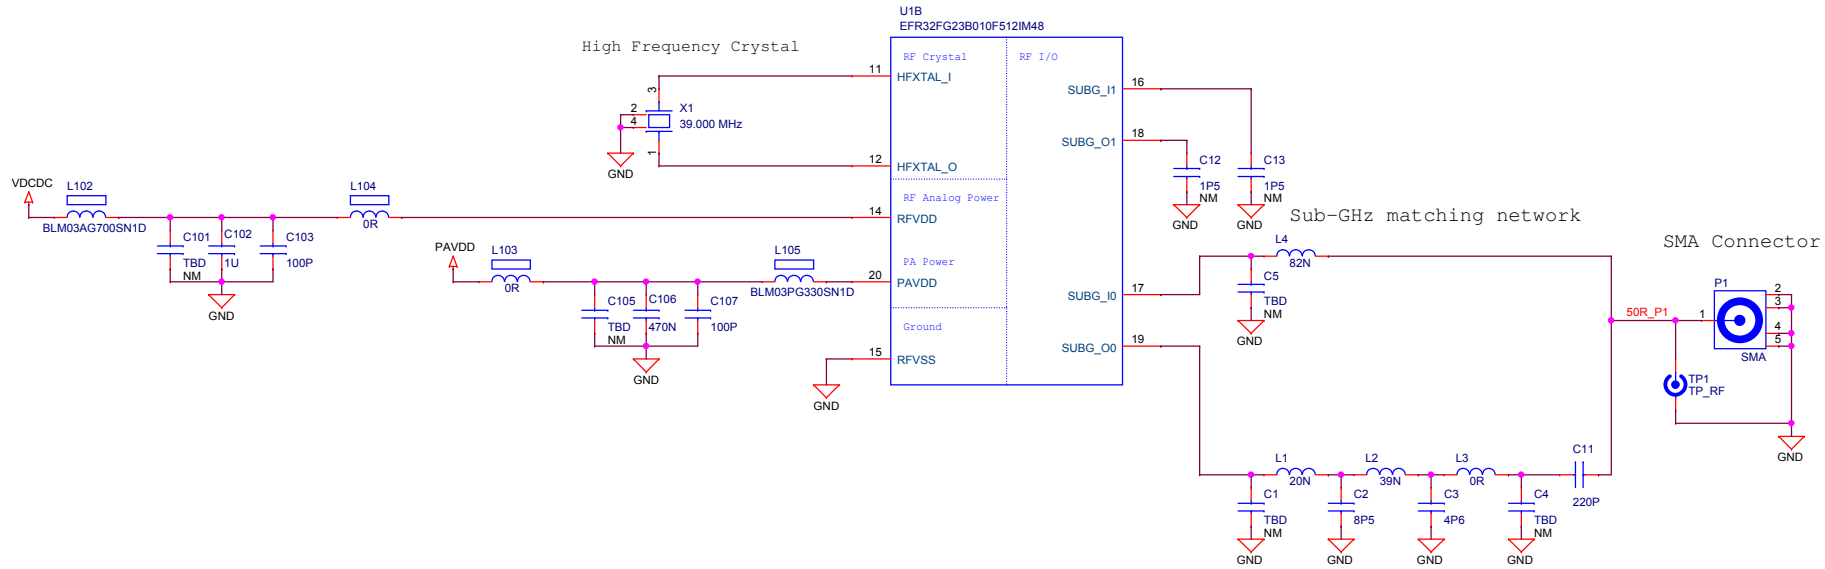 U1B
EFR32FG23B010F512IM48
High Frequency Crystal
RF Crystal
RF I/O
11
HFXTAL_I
3
2
4
X1
39.000 MHz
1
GND
12
HFXTAL_O
16
SUBG_I1
18
SUBG_O1
C12
1P5
NM
GND
C13
1P5
NM
GND
VDCDC
L102
BLM03AG700SN1D
C101
TBD
NM
C102
1U
C103
100P
GND
L104
0R
RF Analog Power
14
RFVDD
PAVDD
L103
0R
C105
TBD
NM
C106
470N
C107
100P
GND
L105
BLM03PG330SN1D
PA Power
20
PAVDD
Ground
15
RFVSS
GND
Sub-GHz matching network
17
SUBG_I0
L4
82N
C5
TBD
NM
GND
19
SUBG_O0
SMA Connector
50R_P1
P1
1
2
3
4
5
SMA
TP1
TP_RF
GND
L1
20N
L2
39N
L3
0R
C11
220P
C1
TBD
NM
GND
C2
8P5
GND
C3
4P6
GND
C4
TBD
NM
GND